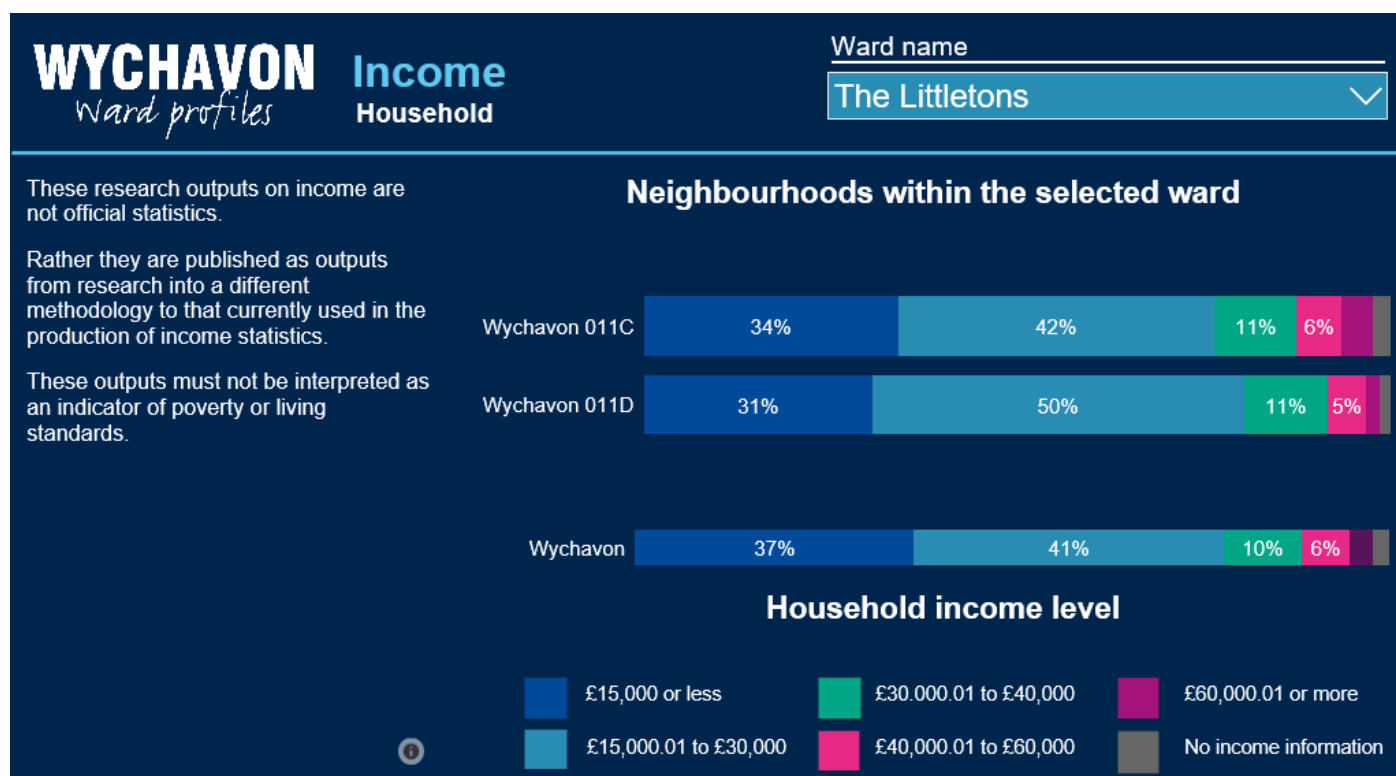 WYCHAVON
Ward profiles
Income
Household
Ward name
The Littletons
These research outputs on income are
not official statistics.
Rather they are published as outputs
from research into a different
methodology to that currently used in the
production of income statistics.
These outputs must not be interpreted as
an indicator of poverty or living
standards.
Neighbourhoods within the selected ward
Wychavon 011C 34% 42% 11% 6%
Wychavon 011D 31% 50% 11% 5%
Wychavon 37% 41% 10% 6%
Household income level
£15,000 or less £30.000.01 to £40,000 £60,000.01 or more
£15,000.01 to £30,000 £40,000.01 to £60,000 No income information